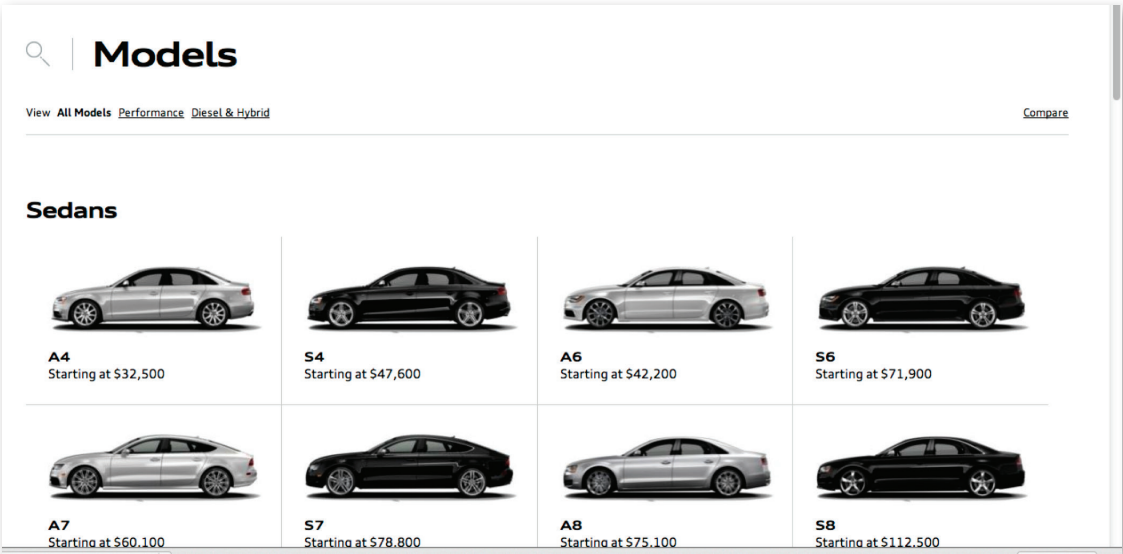 Models
View All Models Performance Diesel & Hybrid Compare
Sedans
A4
Starting at $32,500
S4
Starting at $47,600
A6
Starting at $42,200
S6
Starting at $71,900
A7
Starting at $60,100
S7
Starting at $78,800
A8
Starting at $75,100
S8
Starting at $112,500